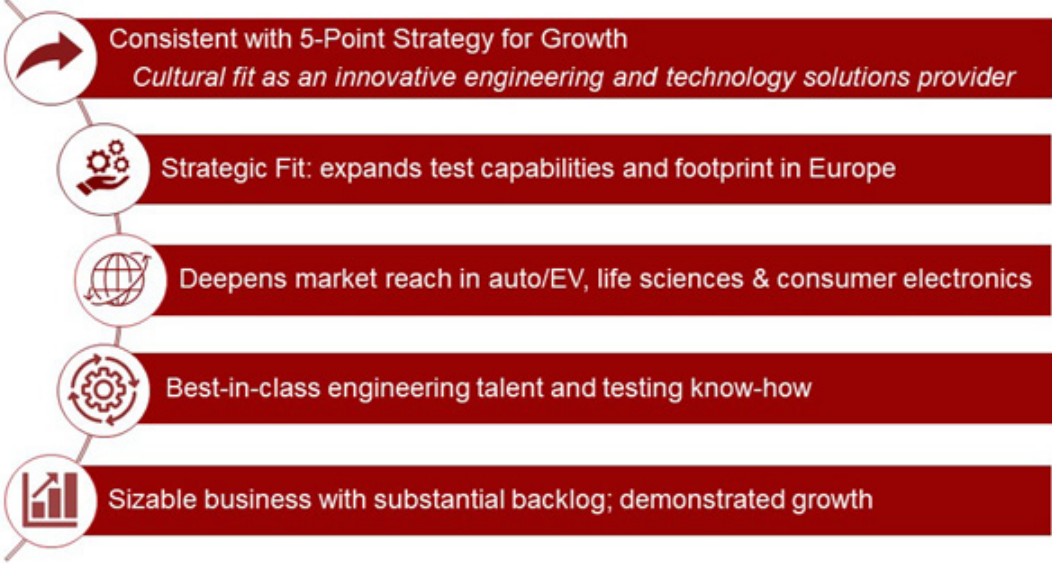 Consistent with 5-Point Strategy for Growth
Cultural fit as an innovative engineering and technology solutions provider
Strategic Fit: expands test capabilities and footprint in Europe
Deepens market reach in auto/EV, life sciences & consumer electronics
Best-in-class engineering talent and testing know-how
Sizable business with substantial backlog; demonstrated growth